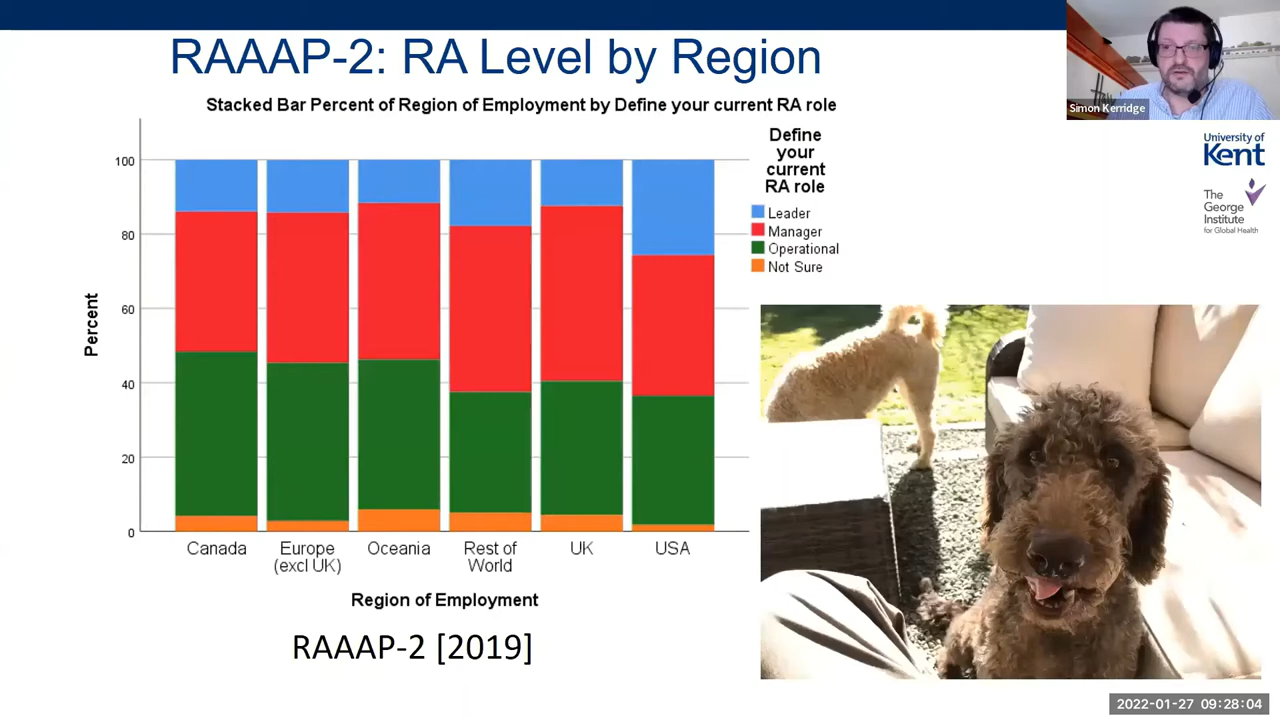 RAAAP-2: RA Level by Region
Stacked Bar Percent of Region of Employment by Define your current RA role
Simon Kerridge
University of
Kent
The
George
Institute
for Global Health
Define
your
current
RA role
Leader
Manager
Operational
Not Sure
Percent
100
80
60
40
20
0
Canada
Europe
(excl UK)
Oceania
Rest of
World
UK
USA
Region of Employment
RAAAP-2 [2019]
2022-01-27 09:28:04